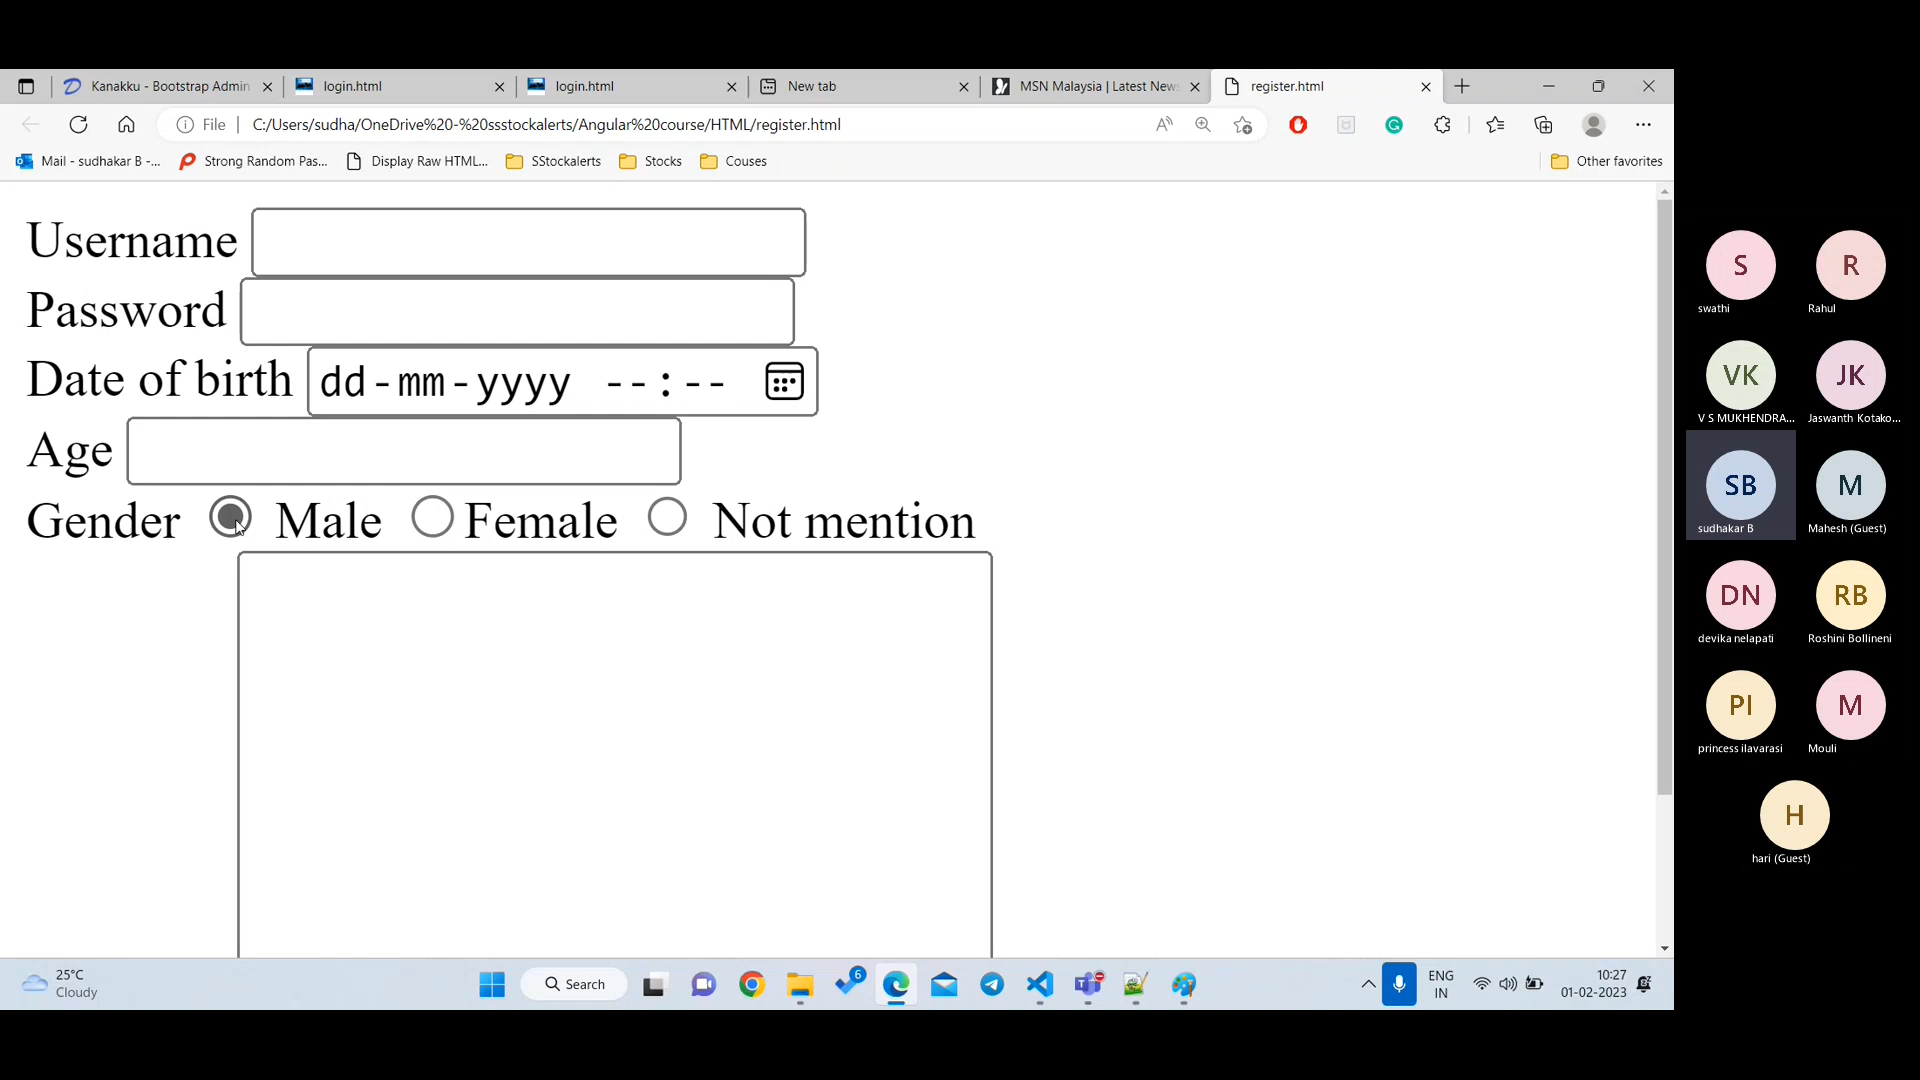 Kanakku - Bootstrap Admin
login.html
login.html
New tab
MSN Malaysia | Latest News
register.html
File
C:/Users/sudha/OneDrive%20-%20ssstockalerts/Angular%20course/HTML/register.html
Mail - sudhakar B -...
Strong Random Pas...
Display Raw HTML...
SStockalerts
Stocks
Couses
Other favorites
Username
Password
Date of birth dd-mm-yyyy --:--
Age
Gender Male Female Not mention
S
swathi
R
Rahul
VK
V S MUKHENDRA...
JK
Jaswanth Kotako...
SB
sudhakar B
M
Mahesh (Guest)
DN
devika nelapati
RB
Roshini Bollineni
PI
princess ilavarasi
M
Mouli
H
hari (Guest)
25°C
Cloudy
Search
6
ENG
IN
10:27
01-02-2023